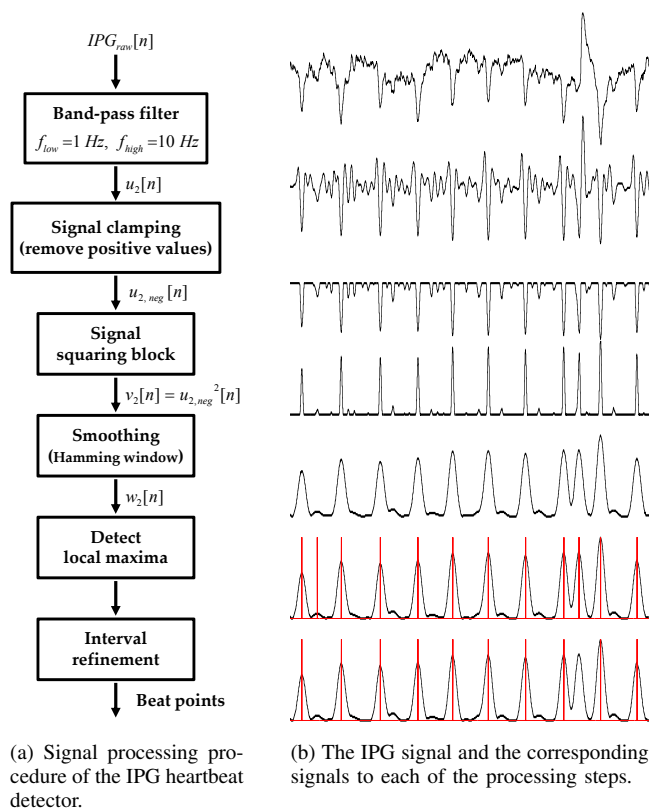 IPG_raw[n]
Band-pass filter
f_low =1 Hz, f_high =10 Hz
u_2[n]
Signal clamping
(remove positive values)
u_2, neg[n]
Signal
squaring block
v_2[n] = u_2,neg^2[n]
Smoothing
(Hamming window)
w_2[n]
Detect
local maxima
Interval
refinement
Beat points
(a) Signal processing pro-
cedure of the IPG heartbeat
detector.
(b) The IPG signal and the corresponding
signals to each of the processing steps.